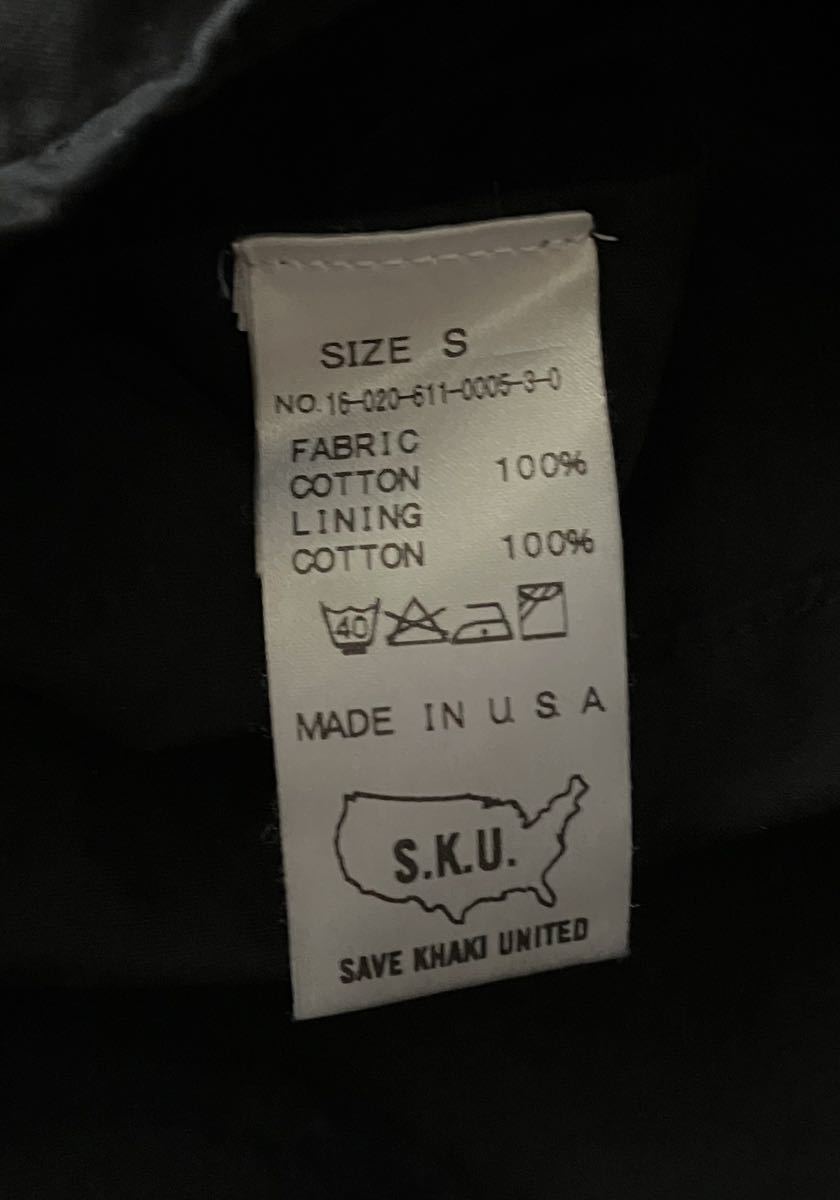 SIZE S
NO.16-020-611-0005-3-0
FABRIC
COTTON 100%
LINING
COTTON 100%
40
MADE IN U S A
S.K.U.
SAVE KHAKI UNITED